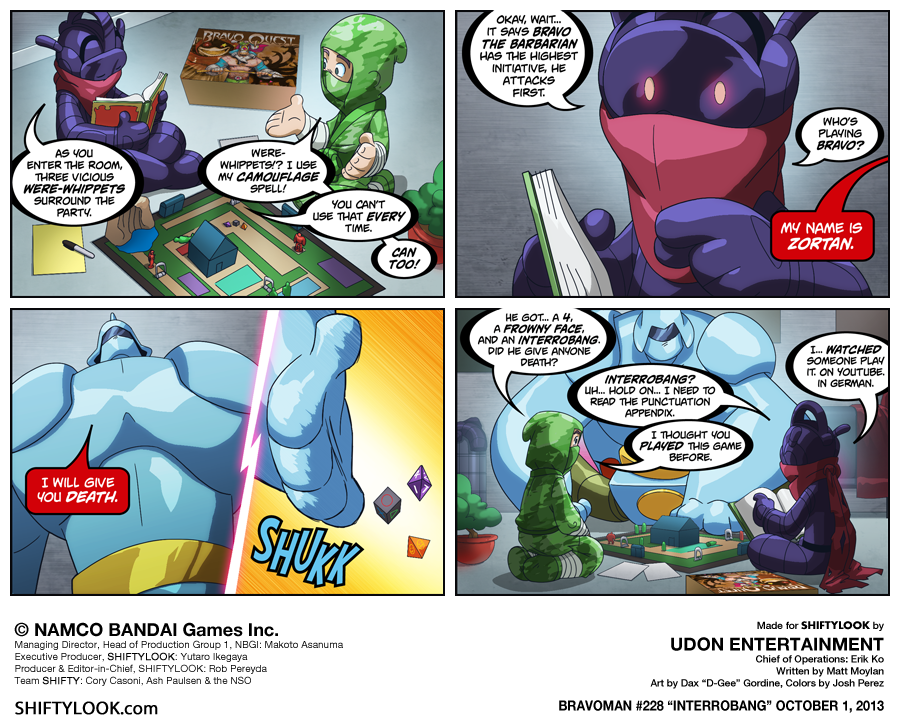 BRAVO QUEST
AS YOU
ENTER THE ROOM,
THREE VICIOUS
WERE-WHIPPETS
SURROUND THE
PARTY.
WERE-
WHIPPETS!? I USE
MY CAMOUFLAGE
SPELL!
YOU CAN'T
USE THAT EVERY
TIME.
CAN
TOO!
OKAY, WAIT...
IT SAYS BRAVO
THE BARBARIAN
HAS THE HIGHEST
INITIATIVE, HE
ATTACKS
FIRST.
WHO'S
PLAYING
BRAVO?
MY NAME IS
ZORTAN.
I WILL GIVE
YOU DEATH.
SHUKK
HE GOT... A 4,
A FROWNY FACE,
AND AN INTERROBANG.
DID HE GIVE ANYONE
DEATH?
INTERROBANG?
UH... HOLD ON... I NEED TO
READ THE PUNCTUATION
APPENDIX.
I THOUGHT YOU
PLAYED THIS GAME
BEFORE.
I... WATCHED
SOMEONE PLAY
IT. ON YOUTUBE.
IN GERMAN.
BRAVO QUEST
© NAMCO BANDAI Games Inc.
Managing Director, Head of Production Group 1, NBGI: Makoto Asanuma
Executive Producer, SHIFTYLOOK: Yutaro Ikegaya
Producer & Editor-in-Chief, SHIFTYLOOK: Rob Pereyda
Team SHIFTY: Cory Casoni, Ash Paulsen & the NSO
SHIFTYLOOK.com
Made for SHIFTYLOOK by
UDON ENTERTAINMENT
Chief of Operations: Erik Ko
Written by Matt Moylan
Art by Dax “D-Gee” Gordine, Colors by Josh Perez
BRAVOMAN #228 “INTERROBANG” OCTOBER 1, 2013